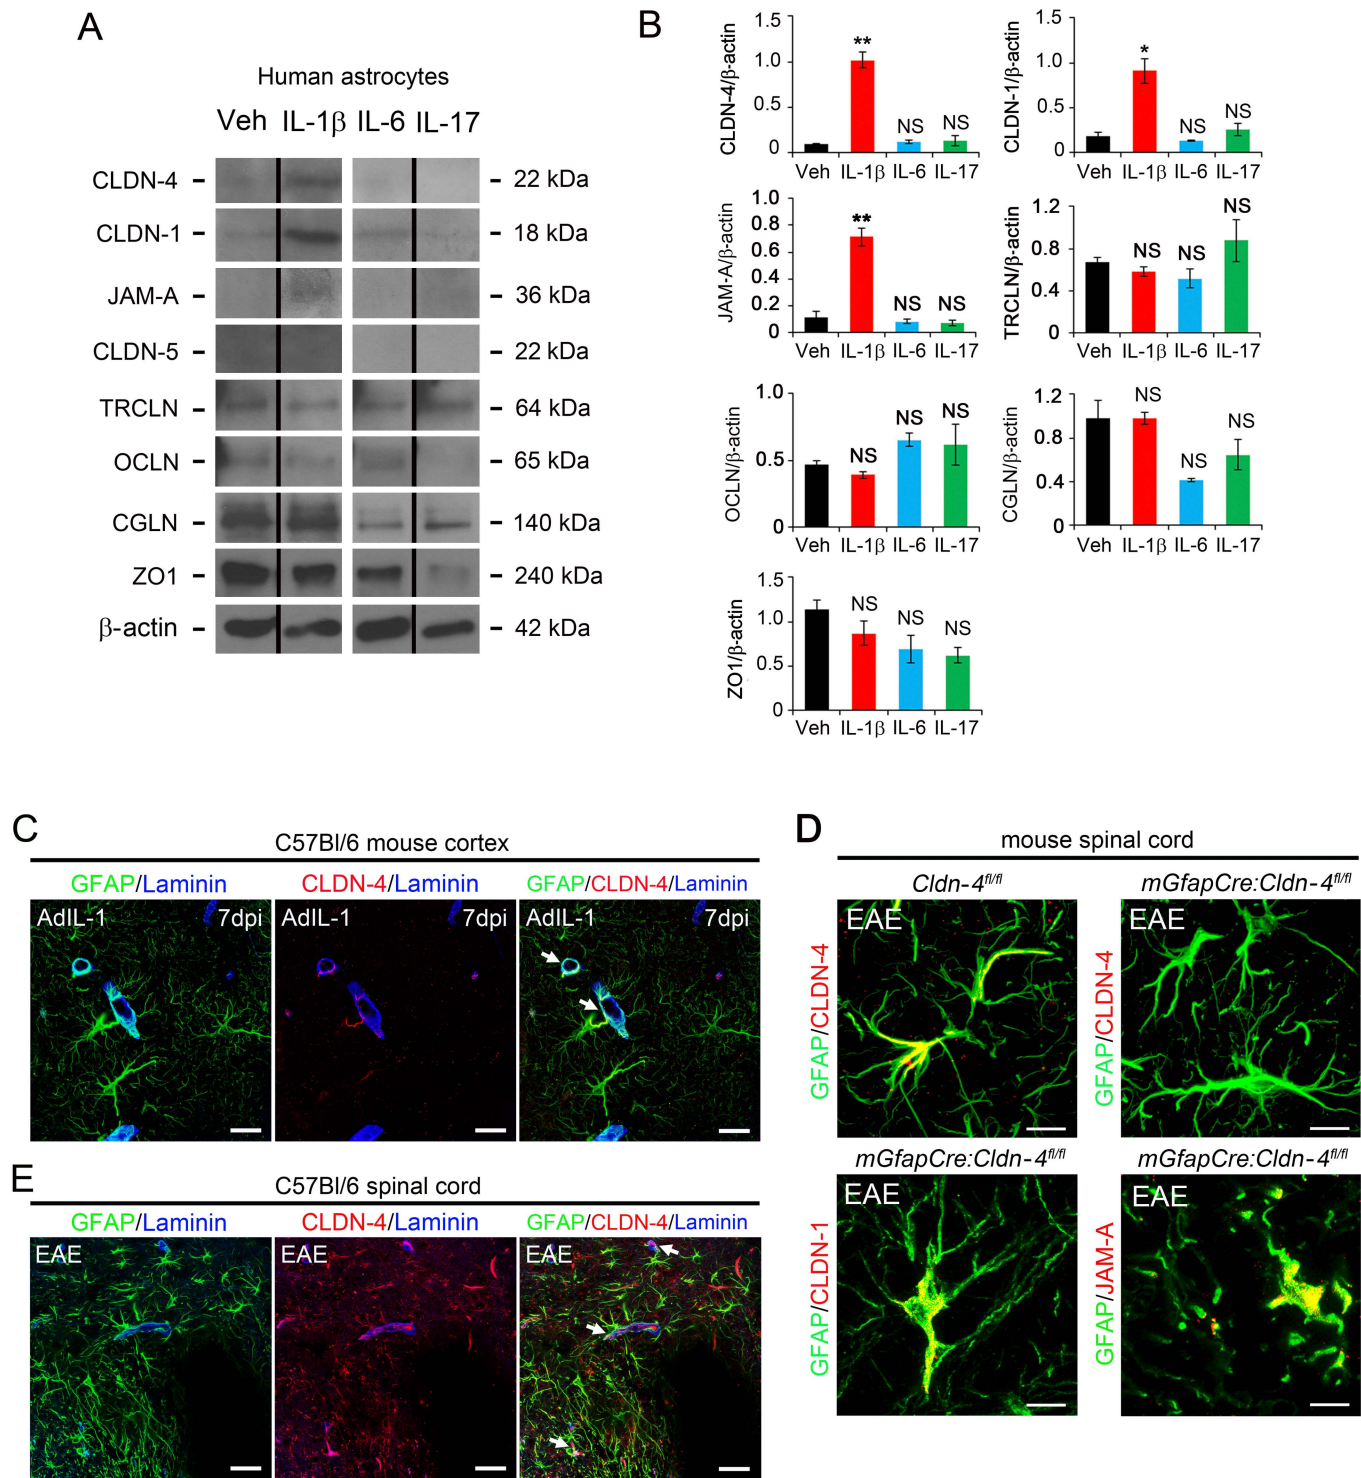 A
Human astrocytes
Veh IL-1β IL-6 IL-17
CLDN-4 - - 22 kDa
CLDN-1 - - 18 kDa
JAM-A - - 36 kDa
CLDN-5 - - 22 kDa
TRCLN - - 64 kDa
OCLN - - 65 kDa
CGLN - - 140 kDa
ZO1 - - 240 kDa
β-actin - - 42 kDa
B
CLDN-4/β-actin
1.5
1.0
0.5
0
**
NS NS
Veh IL-1β IL-6 IL-17
CLDN-1/β-actin
1.5
1.0
0.5
0
*
NS NS
Veh IL-1β IL-6 IL-17
JAM-A/β-actin
1.0
0.8
0.6
0.4
0.2
0
**
NS NS
Veh IL-1β IL-6 IL-17
TRCLN/β-actin
1.2
0.8
0.4
0
NS NS NS
Veh IL-1β IL-6 IL-17
OCLN/β-actin
1.0
0.5
0
NS NS NS
Veh IL-1β IL-6 IL-17
CGLN/β-actin
1.2
0.8
0.4
0
NS NS NS
Veh IL-1β IL-6 IL-17
ZO1/β-actin
1.5
1.0
0.5
0
NS NS NS
Veh IL-1β IL-6 IL-17
C
C57Bl/6 mouse cortex
GFAP/Laminin CLDN-4/Laminin GFAP/CLDN-4/Laminin
AdIL-1 7dpi AdIL-1 7dpi AdIL-1 7dpi
D
mouse spinal cord
Cldn-4fl/fl mGfapCre:Cldn-4fl/fl
GFAP/CLDN-4
EAE
GFAP/CLDN-4
EAE
mGfapCre:Cldn-4fl/fl mGfapCre:Cldn-4fl/fl
GFAP/CLDN-1
EAE
GFAP/JAM-A
EAE
E
C57Bl/6 spinal cord
GFAP/Laminin CLDN-4/Laminin GFAP/CLDN-4/Laminin
EAE EAE EAE